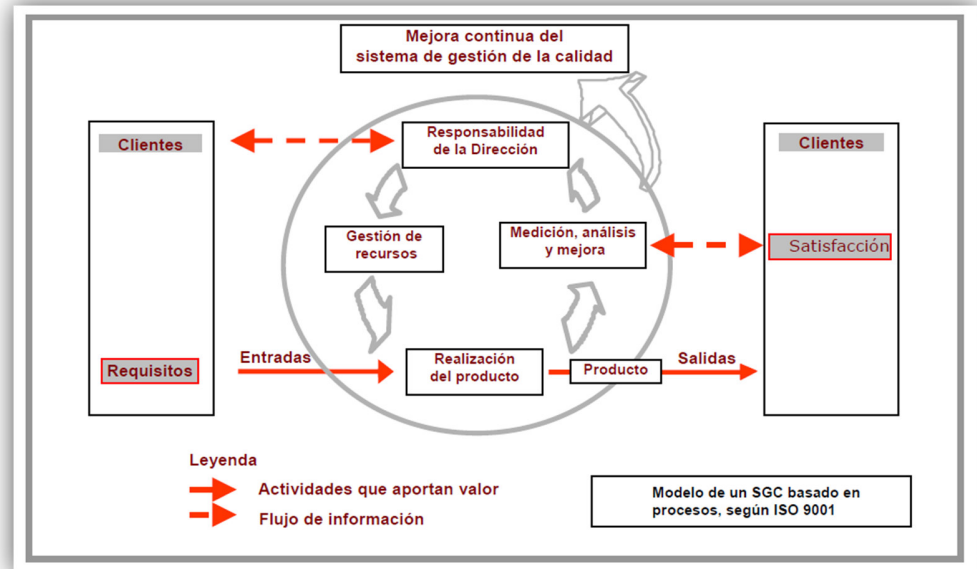 Mejora continua del
sistema de gestión de la calidad
Clientes
Responsabilidad
de la Dirección
Clientes
Gestión de
recursos
Medición, análisis
y mejora
Satisfacción
Requisitos
Entradas
Realización
del producto
Producto
Salidas
Leyenda
Actividades que aportan valor
Flujo de información
Modelo de un SGC basado en
procesos, según ISO 9001